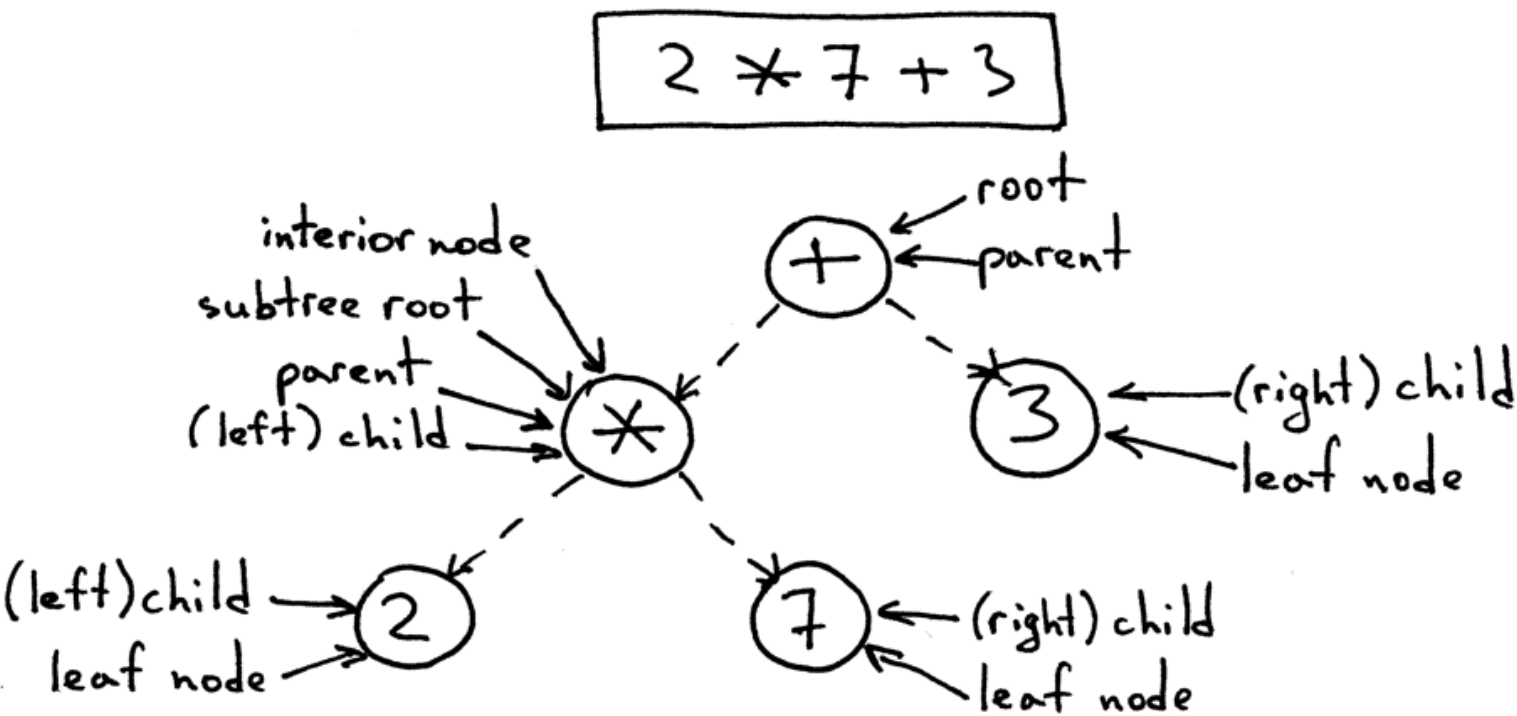 2 * 7 + 3
root
parent
+
interior node
subtree root
parent
(left) child
*
3
(right) child
leaf node
(left) child
leaf node
2
7
(right) child
leaf node